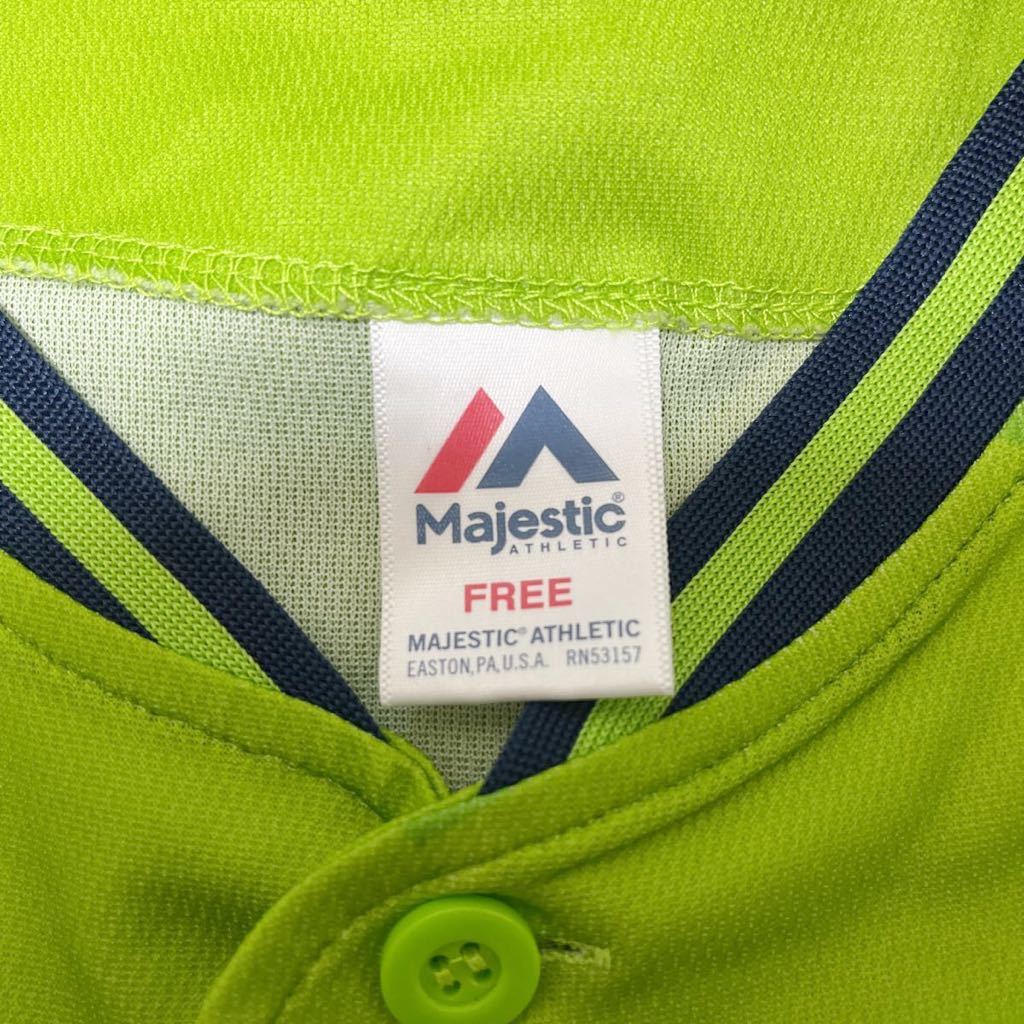 Majestic®
ATHLETIC
FREE
MAJESTIC® ATHLETIC
EASTON,PA,U.S.A. RN53157